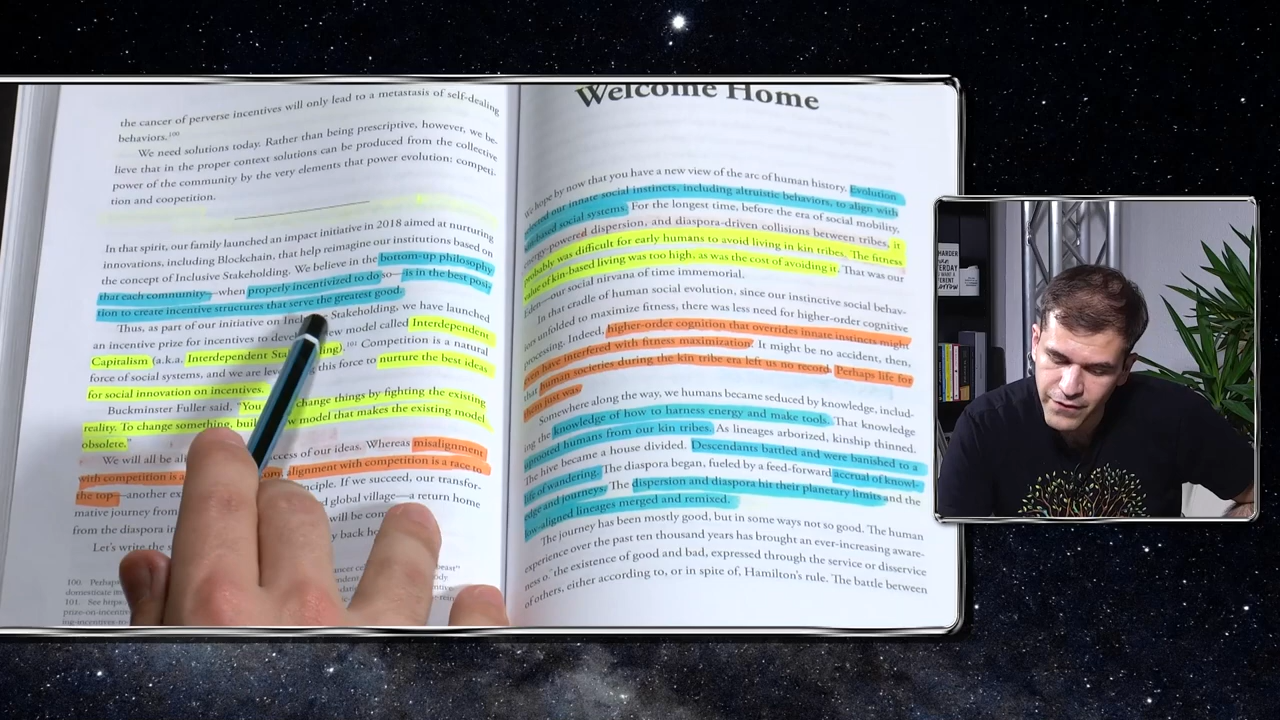 the cancer of perverse incentives will only lead to a metastasis of self-dealing
behaviors.100
We need solutions today. Rather than being prescriptive, however, we be-
lieve that in the proper context solutions can be produced from the collective
power of the community by the very elements that power evolution: competi-
tion and coopetition.
In that spirit, our family launched an impact initiative in 2018 aimed at nurturing
innovations, including Blockchain, that help reimagine our institutions based on
the concept of Inclusive Stakeholding. We believe in the bottom-up philosophy
that each community—when properly incentivized to do so—is in the best posi-
tion to create incentive structures that serve the greatest good.
Thus, as part of our initiative on Stakeholding, we have launched
an incentive prize for incentives to new model called Interdependent
Capitalism (a.k.a. Interdependent 101 Competition is a natural
force of social systems, and we are this force to nurture the best ideas
for social innovation on incentives.
Buckminster Fuller said, "You change things by fighting the existing
reality. To change something, model that makes the existing model
obsolete."
We will all be success of our ideas. Whereas misalignment
with competition is a race alignment with competition is a race to
the top—another principle. If we succeed, our transfor-
mative journey from global village—a return home
from the diaspora will be
back
Let's write the
100. Perhaps
domesticate
101. See
Welcome Home
We hope by now that you have a new view of the arc of human history. Evolution
our innate social instincts, including altruistic behaviors, to align with
social systems. For the longest time, before the era of social mobility,
energy-powered dispersion, and diaspora-driven collisions between tribes, it
probably was difficult for early humans to avoid living in kin tribes. The fitness
value of kin-based living was too high, as was the cost of avoiding it. That was our
Eden—our social nirvana of time immemorial.
In that cradle of human social evolution, since our instinctive social behav-
iors unfolded to maximize fitness, there was less need for higher-order cognitive
processing. Indeed, higher-order cognition that overrides innate instincts might
even have interfered with fitness maximization. It might be no accident, then,
that human societies during the kin tribe era left us no record. Perhaps life for
them just was.
Somewhere along the way, we humans became seduced by knowledge, includ-
ing the knowledge of how to harness energy and make tools. That knowledge
uprooted humans from our kin tribes. As lineages arborized, kinship thinned.
The hive became a house divided. Descendants battled and were banished to a
life of wandering. The diaspora began, fueled by a feed-forward accrual of knowl-
edge and journeys. The dispersion and diaspora hit their planetary limits and the
low-aligned lineages merged and remixed.
The journey has been mostly good, but in some ways not so good. The human
experience over the past ten thousand years has brought an ever-increasing aware-
ness of the existence of good and bad, expressed through the service or disservice
of others, either according to, or in spite of, Hamilton's rule. The battle between
HARDER